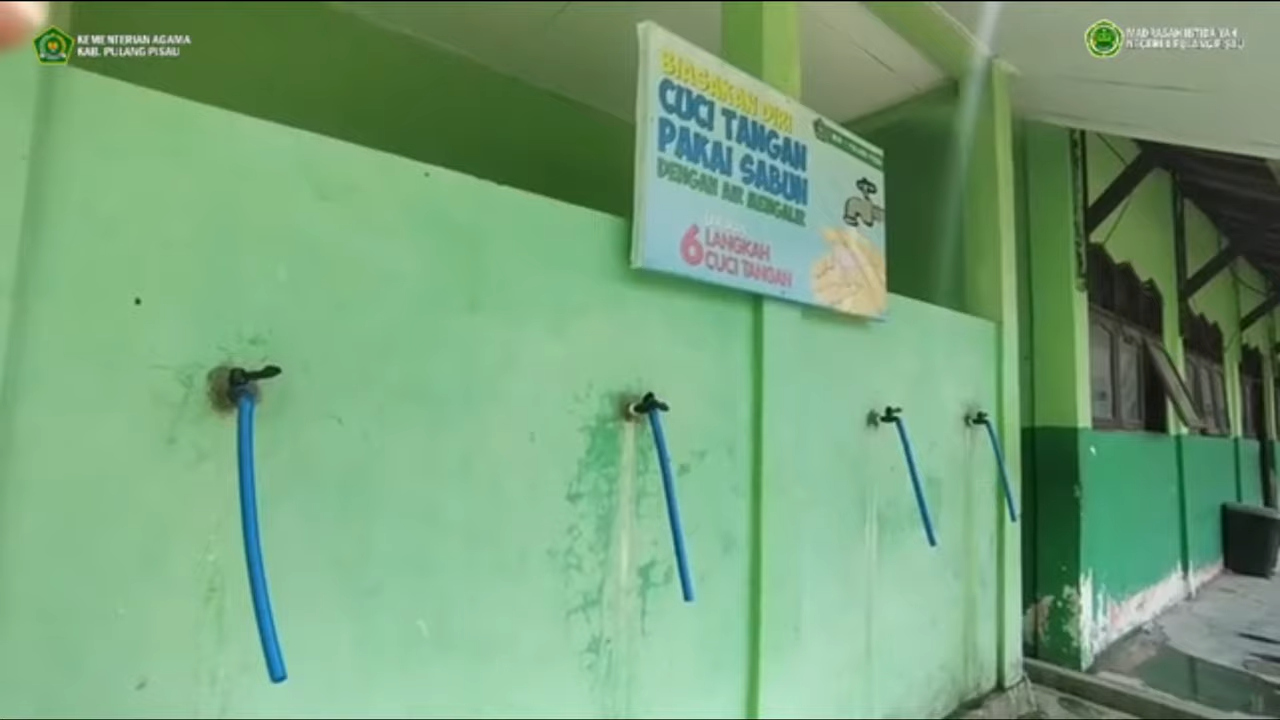 KEMENTERIAN AGAMA
KAB. PULANG PISAU
BIASAKAN DIRI
CUCI TANGAN
PAKAI SABUN
DENGAN AIR MENGALIR
6 LANGKAH
CUCI TANGAN